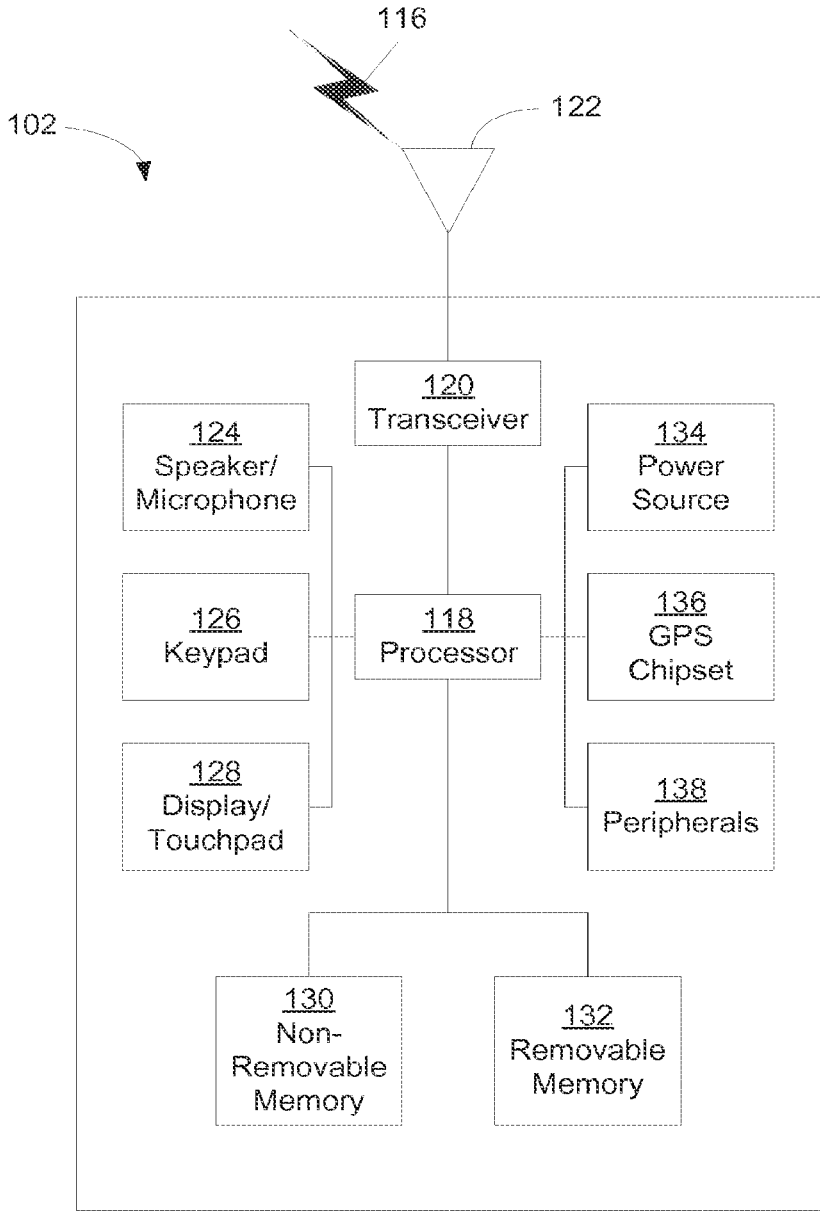 116
102
122
120
Transceiver
124
Speaker/
Microphone
134
Power
Source
126
Keypad
118
Processor
136
GPS
Chipset
128
Display/
Touchpad
138
Peripherals
130
Non-
Removable
Memory
132
Removable
Memory